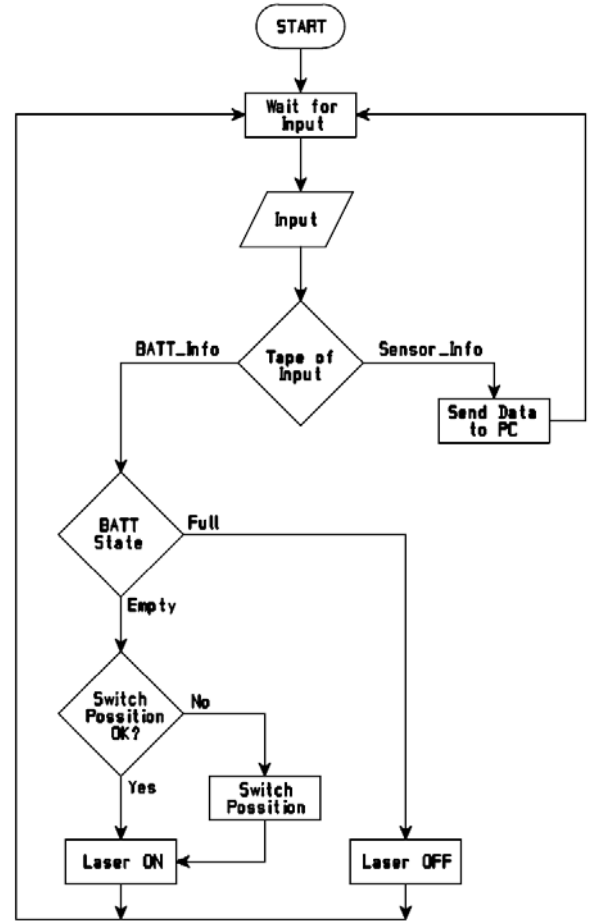 START
Wait for
Input
Input
BATT_Info
Tape of
Input
Sensor_Info
Send Data
to PC
BATT
State
Full
Empty
Switch
Possition
OK?
No
Yes
Switch
Possition
Laser ON
Laser OFF